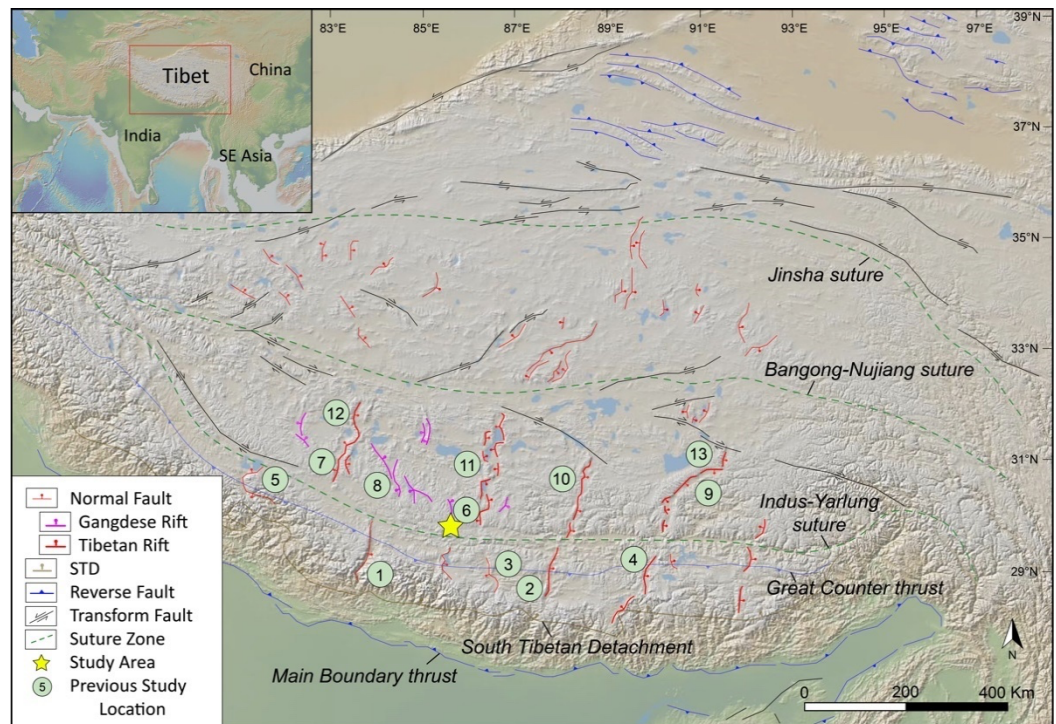 83°E 85°E 87°E 89°E 91°E 93°E 95°E 97°E 39°N
Tibet
China
India
SE Asia
37°N
35°N
Jinsha suture
33°N
Bangong-Nujiang suture
12
13
31°N
7
11
5
8
10
9
6
Indus-Yarlung
suture
3
4
1
2
29°N
Great Counter thrust
South Tibetan Detachment
Main Boundary thrust
Normal Fault
Gangdese Rift
Tibetan Rift
STD
Reverse Fault
Transform Fault
Suture Zone
Study Area
5 Previous Study
Location
N
0 200 400 Km